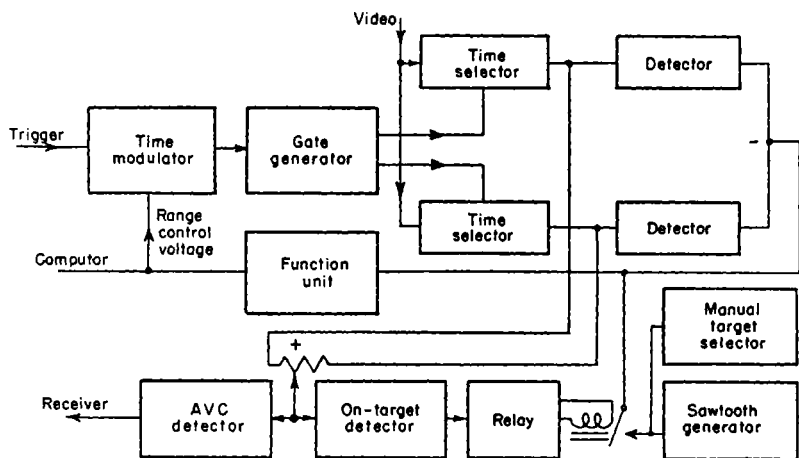 Video
Time
selector
Detector
Trigger
Time
modulator
Gate
generator
-
Range
control
voltage
Time
selector
Detector
Computor
Function
unit
Manual
target
selector
+
Receiver
AVC
detector
On-target
detector
Relay
Sawtooth
generator